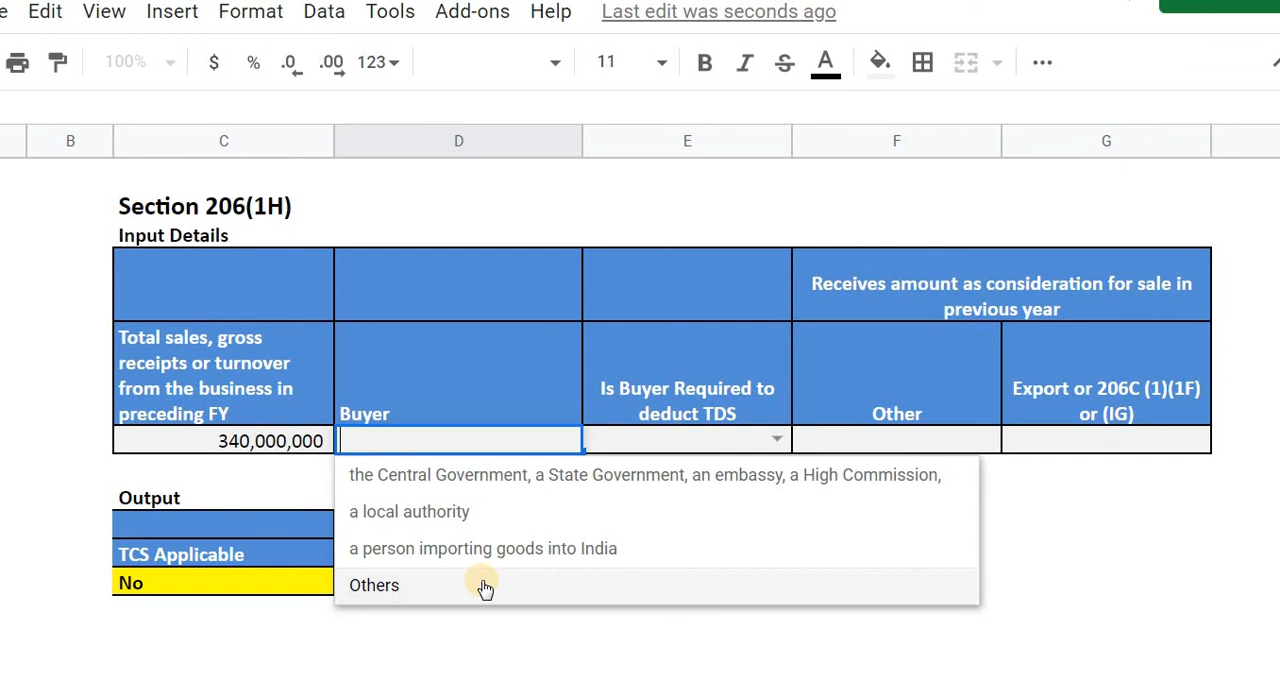 e Edit View Insert Format Data Tools Add-ons Help Last edit was seconds ago
100% $ % .0 .00 123 11 B I S A
B C D E F G
Section 206(1H)
Input Details
Receives amount as consideration for sale in
previous year
Total sales, gross
receipts or turnover
from the business in
preceding FY
Buyer
Is Buyer Required to
deduct TDS
Other
Export or 206C (1)(1F)
or (IG)
340,000,000
the Central Government, a State Government, an embassy, a High Commission,
a local authority
a person importing goods into India
Others
Output
TCS Applicable
No